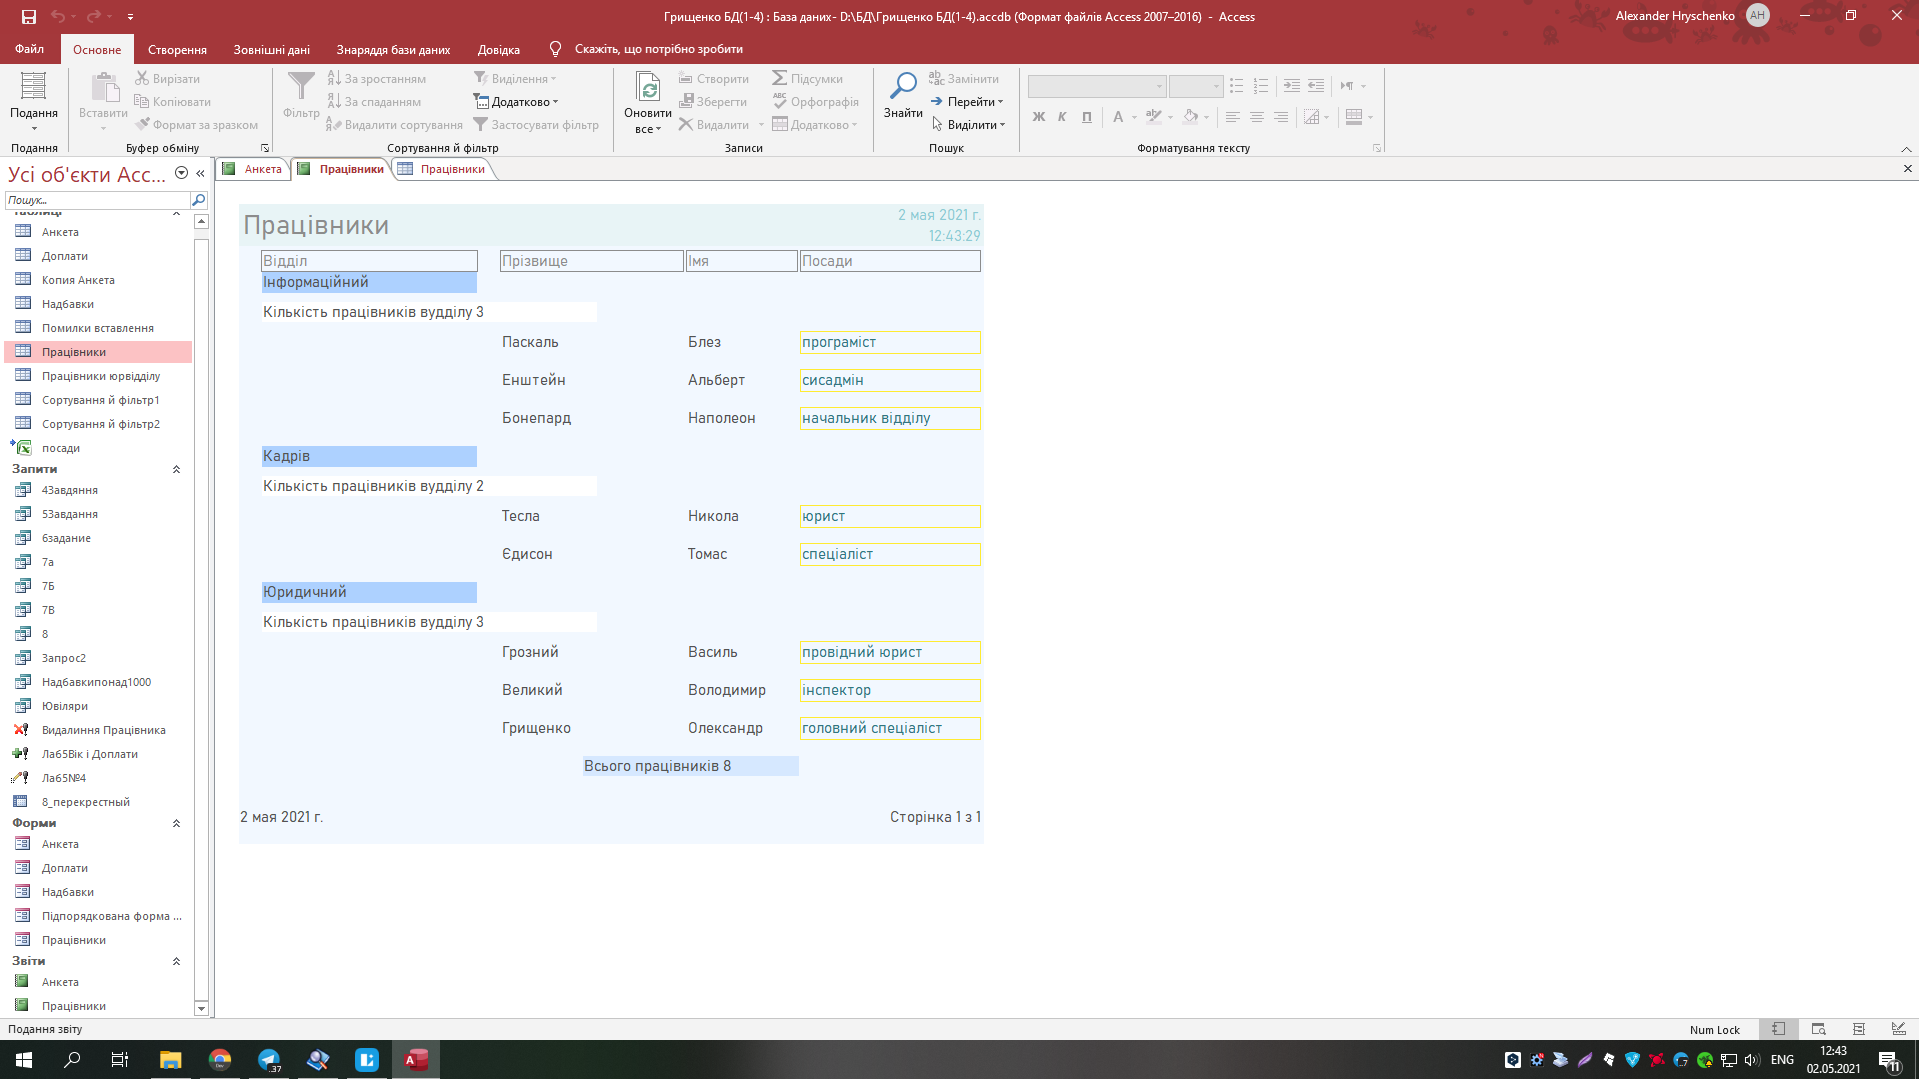 Грищенко БД(1-4) : База даних- D:\БД\Грищенко БД(1-4).accdb (Формат файлів Access 2007–2016) - Access
Alexander Hryschenko
AH
Файл
Основне
Створення
Зовнішні дані
Знаряддя бази даних
Довідка
Скажіть, що потрібно зробити
Подання
Вставити
Вирізати
Копіювати
Формат за зразком
Фільтр
За зростанням
За спаданням
Видалити сортування
Виділення
Додатково
Застосувати фільтр
Оновити
все
Створити
Зберегти
Видалити
Підсумки
Орфографія
Додатково
Знайти
Замінити
Перейти
Виділити
Ж К П
Подання
Буфер обміну
Сортування й фільтр
Записи
Пошук
Форматування тексту
Усі об'єкти Acc...
Пошук...
Таблиці
Анкета
Доплати
Копия Анкета
Надбавки
Помилки вставлення
Працівники
Працівники юрвідділу
Сортування й фільтр1
Сортування й фільтр2
посади
Запити
4Завдяння
5Завдання
6задание
7а
7Б
7В
8
Запрос2
Надбавкипонад1000
Ювіляри
Видалиння Працівника
Ла65Вік і Доплати
Ла65№4
8_перекрестный
Форми
Анкета
Доплати
Надбавки
Підпорядкована форма ...
Працівники
Звіти
Анкета
Працівники
Анкета
Працівники
Працівники
Працівники
2 мая 2021 г.
12:43:29
Відділ Прізвище Імя Посади
Інформаційний
Кількість працівників вудділу 3
Паскаль Блез програміст
Енштейн Альберт сисадмін
Бонепард Наполеон начальник відділу
Кадрів
Кількість працівників вудділу 2
Тесла Никола юрист
Єдисон Томас спеціаліст
Юридичний
Кількість працівників вудділу 3
Грозний Василь провідний юрист
Великий Володимир інспектор
Грищенко Олександр головний спеціаліст
Всього працівників 8
2 мая 2021 г.
Сторінка 1 з 1
Подання звіту
Num Lock
ENG
12:43
02.05.2021
11